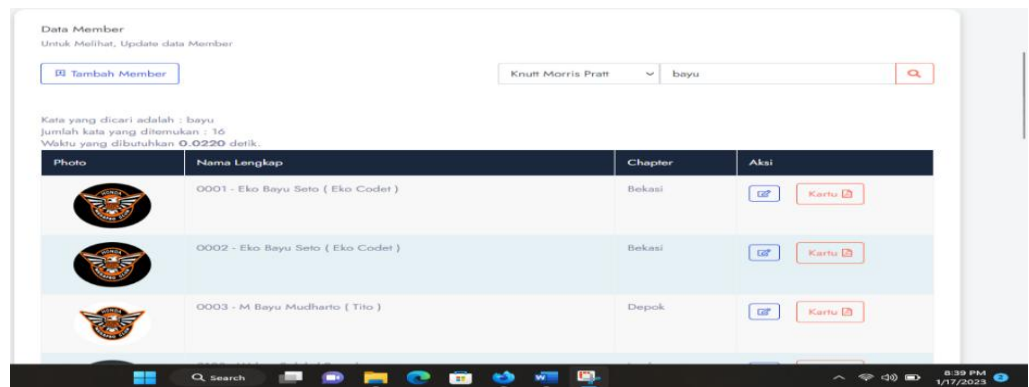 Data Member
Untuk Melihat, Update data Member
Tambah Member
Knutt Morris Pratt
bayu
Kata yang dicari adalah : bayu
Jumlah kata yang ditemukan : 16
Waktu yang dibutuhkan 0.0220 detik.
Photo Nama Lengkap Chapter Aksi
HONDA
0001 - Eko Bayu Seto ( Eko Codet ) Bekasi Kartu
HONDA
0002 - Eko Bayu Seto ( Eko Codet ) Bekasi Kartu
HONDA
0003 - M Bayu Mudharto ( Tito ) Depok Kartu
Search
8:39 PM
1/17/2023